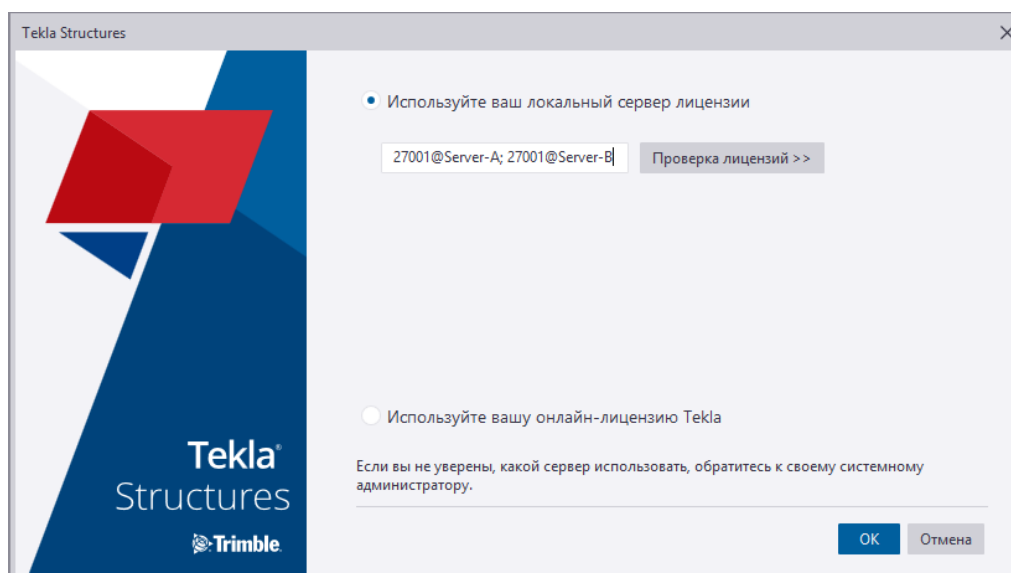 Tekla Structures
Используйте ваш локальный сервер лицензии
27001@Server-A; 27001@Server-B
Проверка лицензий >>
Используйте вашу онлайн-лицензию Tekla
Если вы не уверены, какой сервер использовать, обратитесь к своему системному
администратору.
Tekla®
Structures
Trimble.
OK
Отмена